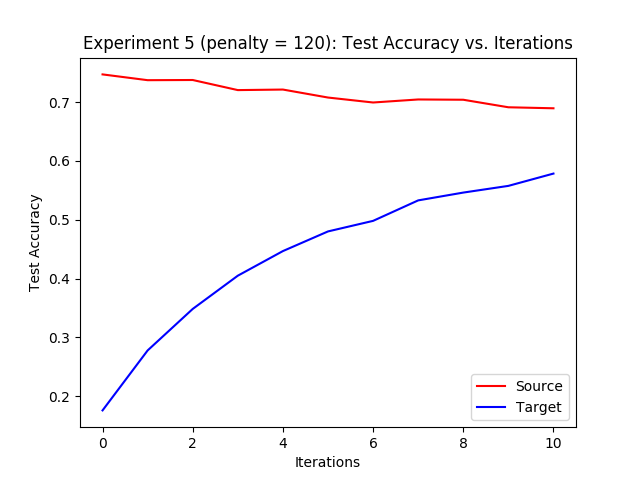 Experiment 5 (penalty = 120): Test Accuracy vs. Iterations
0.7
0.6
0.5
0.4
0.3
0.2
Test Accuracy
Source
Target
0 2 4 6 8 10
Iterations